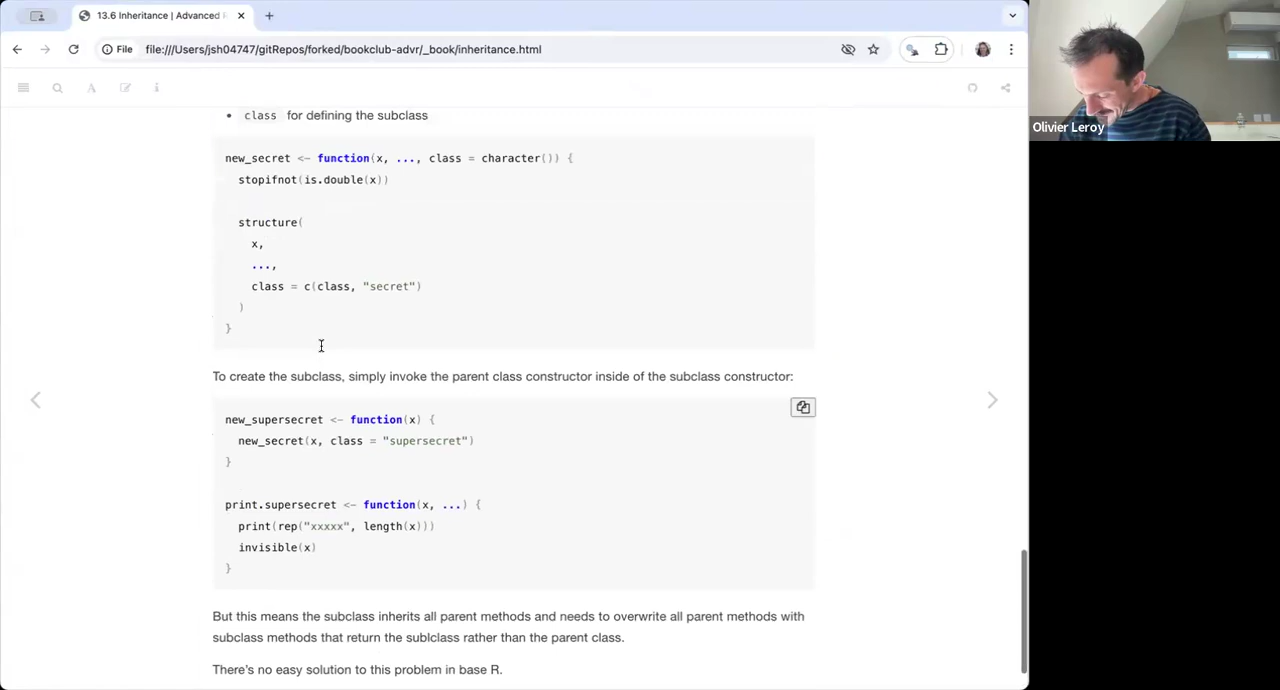 13.6 Inheritance | Advanced R
File file:///Users/jsh04747/gitRepos/forked/bookclub-advr/_book/inheritance.html
Olivier Leroy
• class for defining the subclass
new_secret <- function(x, ..., class = character()) {
stopifnot(is.double(x))
structure(
x,
...,
class = c(class, "secret")
)
}
To create the subclass, simply invoke the parent class constructor inside of the subclass constructor:
new_supersecret <- function(x) {
new_secret(x, class = "supersecret")
}
print.supersecret <- function(x, ...) {
print(rep("xxxxx", length(x)))
invisible(x)
}
But this means the subclass inherits all parent methods and needs to overwrite all parent methods with
subclass methods that return the sublclass rather than the parent class.
There's no easy solution to this problem in base R.